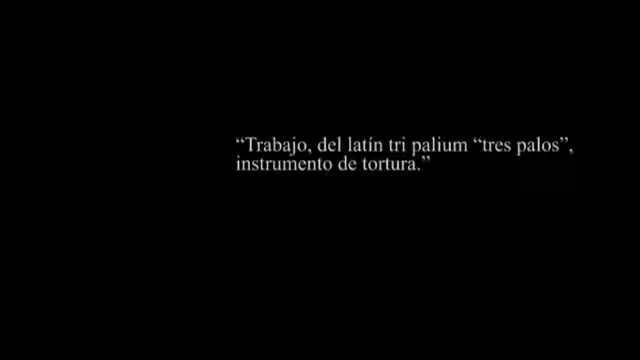 “Trabajo, del latín tri palium “tres palos”,
instrumento de tortura.”